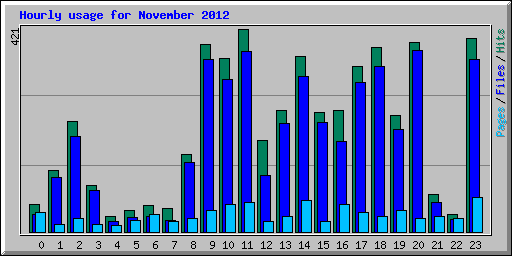 Hourly usage for November 2012
421
Pages / Files / Hits
0 1 2 3 4 5 6 7 8 9 10 11 12 13 14 15 16 17 18 19 20 21 22 23